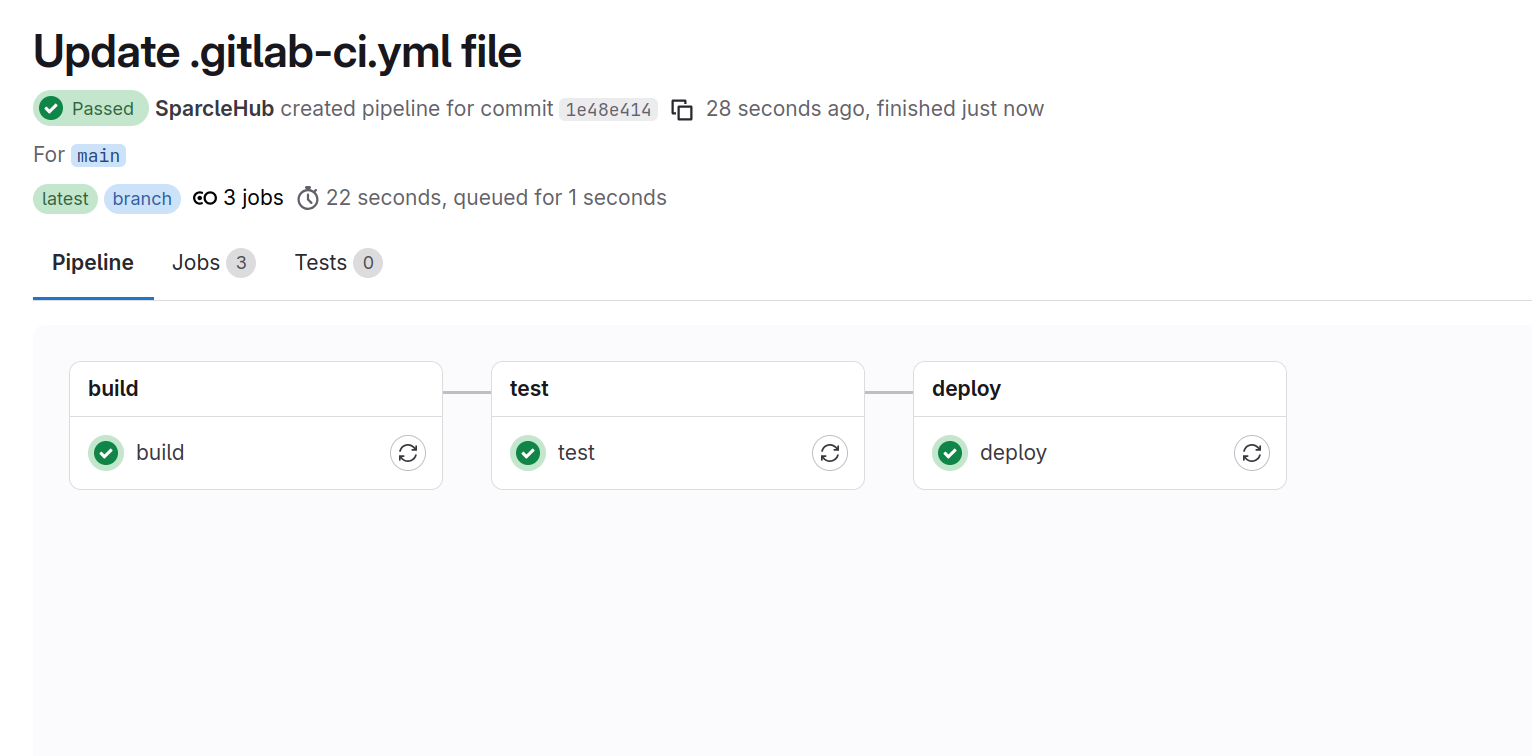 Update .gitlab-ci.yml file
Passed SparcleHub created pipeline for commit 1e48e414 28 seconds ago, finished just now
For main
latest branch 3 jobs 22 seconds, queued for 1 seconds
Pipeline Jobs 3 Tests 0
build test deploy
build test deploy